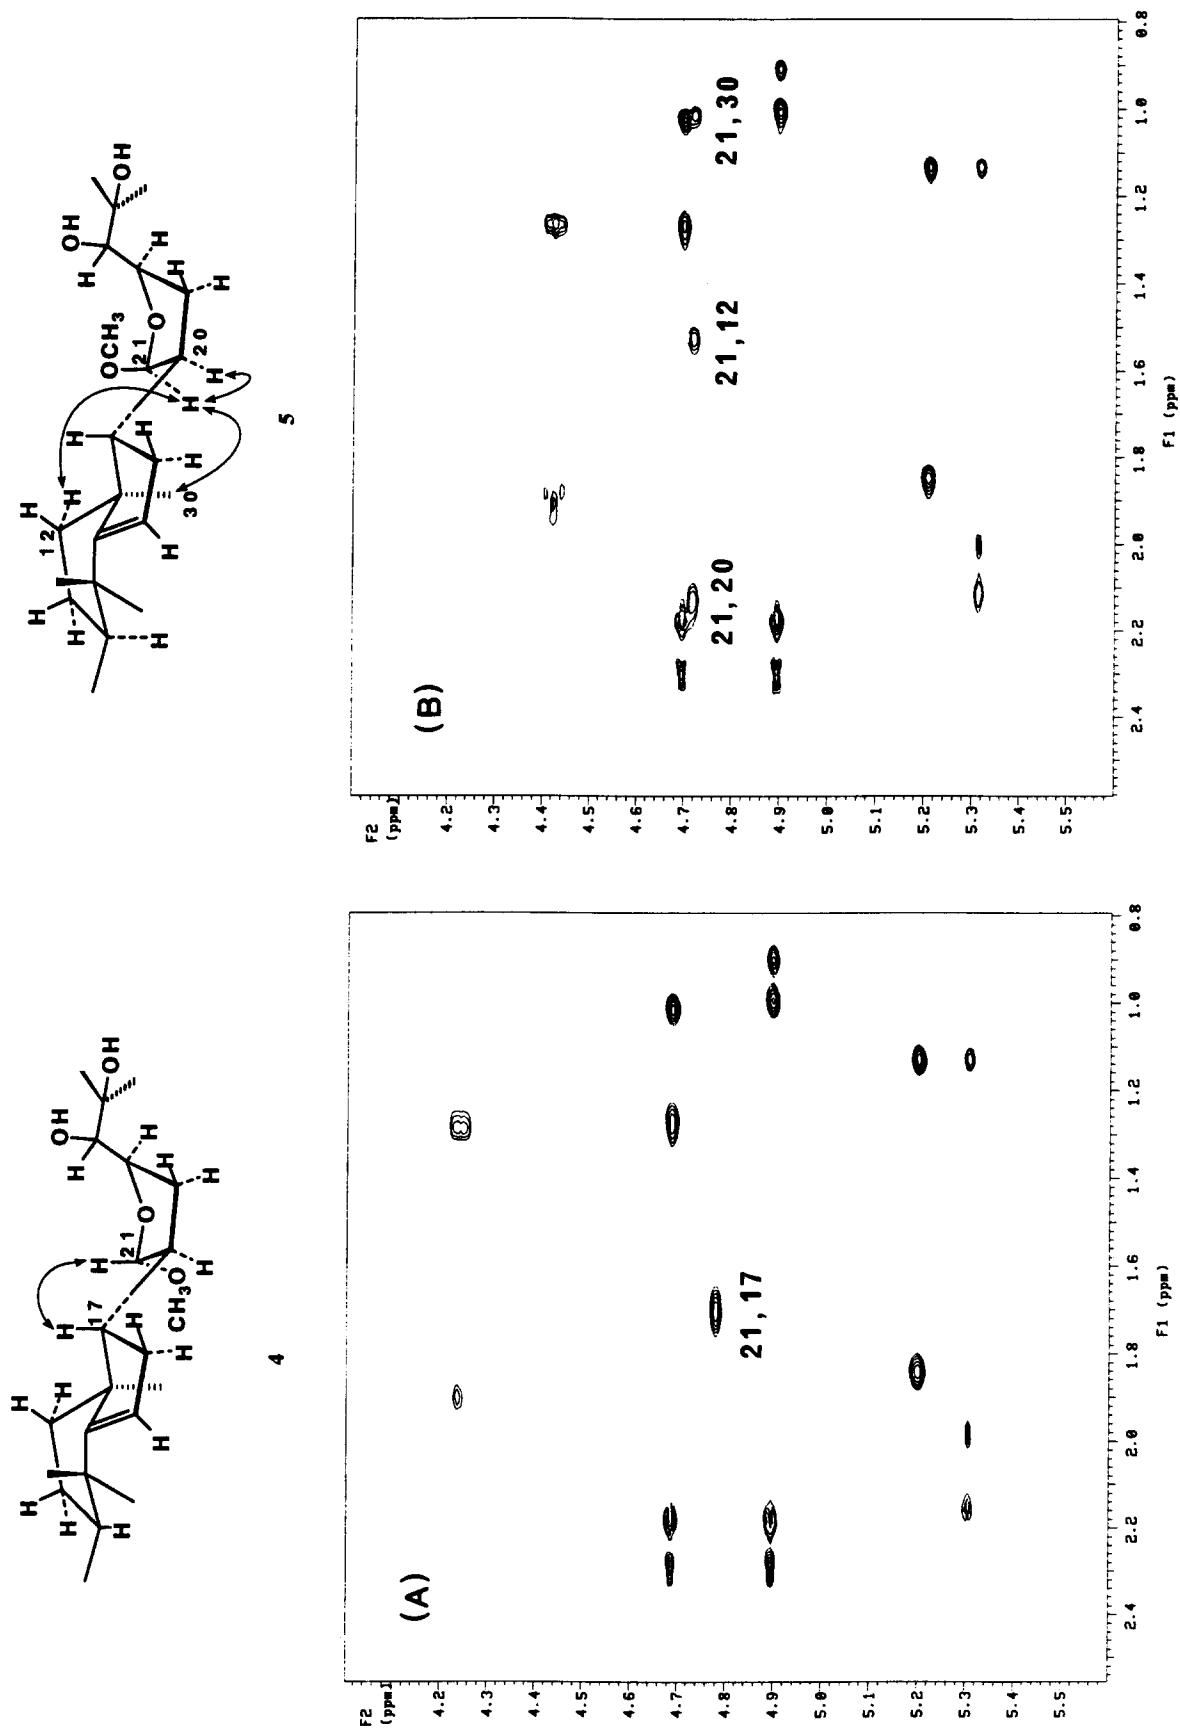 OH
H
OH
H
H
H
H
17
H
21
H
H
H
H
O
H
H
CH₃O
H
H
4
OH
H
OH
H
12
H
H
OCH₃
H
21
H
H
H
H
H
O
H
H
30
H
20
H
H
5
(A)
F2
(ppm)
4.2
4.3
4.4
4.5
4.6
4.7
4.8
4.9
5.0
5.1
5.2
5.3
5.4
5.5
21,17
2.4 2.2 2.0 1.8 1.6 1.4 1.2 1.0 0.8
F1 (ppm)
(B)
F2
(ppm)
4.2
4.3
4.4
4.5
4.6
4.7
4.8
4.9
5.0
5.1
5.2
5.3
5.4
5.5
21,20 21,12 21,30
2.4 2.2 2.0 1.8 1.6 1.4 1.2 1.0 0.8
F1 (ppm)